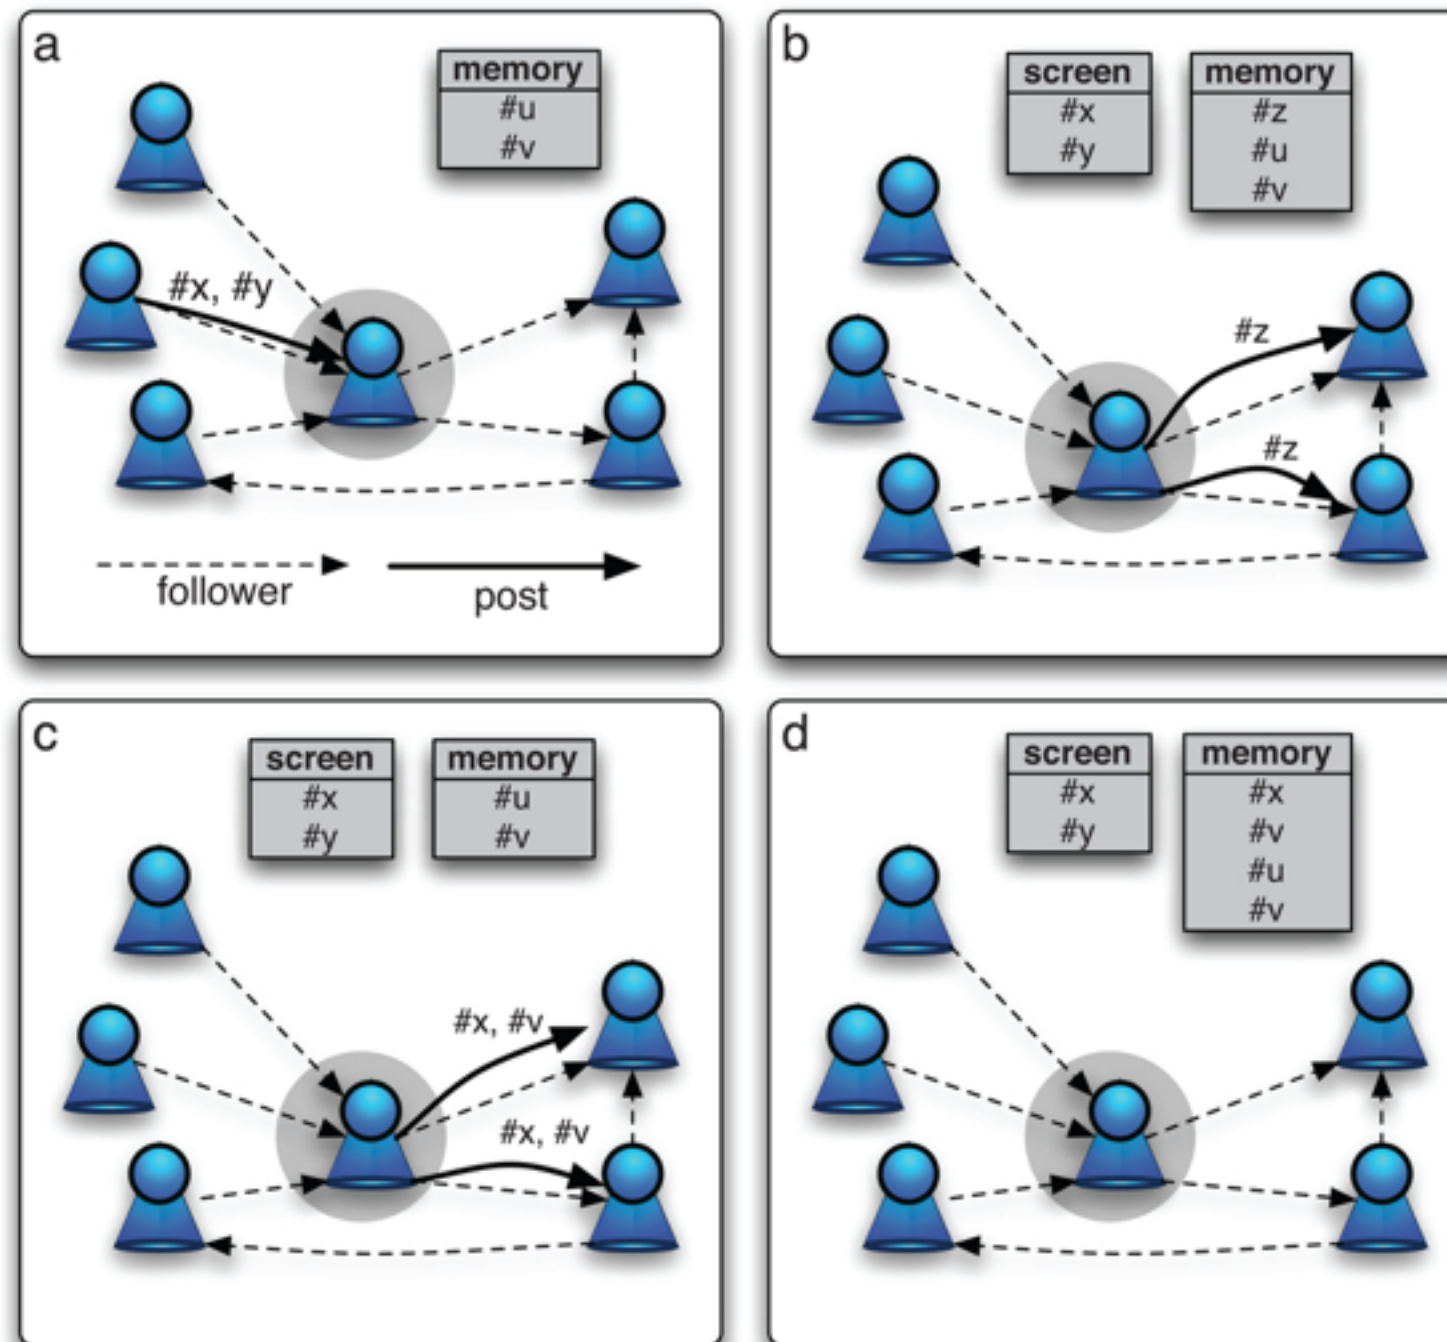 a
memory
#u
#v
#x, #y
follower
post
b
screen
#x
#y
memory
#z
#u
#v
#z
#z
c
screen
#x
#y
memory
#u
#v
#x, #v
#x, #v
d
screen
#x
#y
memory
#x
#v
#u
#v